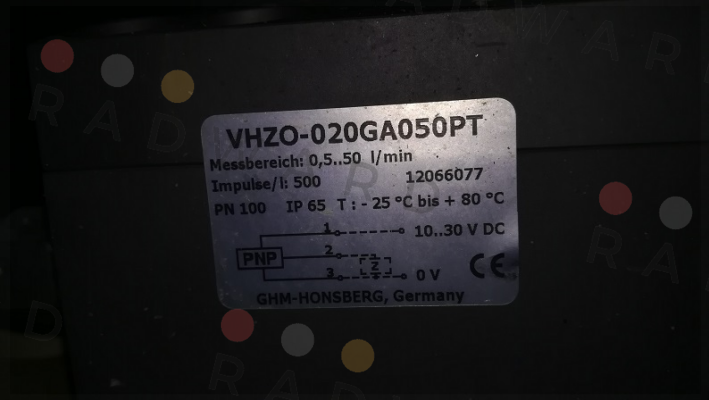 VHZO-020GA050PT
Messbereich: 0,5..50 l/min
Impulse/l: 500 12066077
PN 100 IP 65 T : - 25 °C bis + 80 °C
1 10..30 V DC
PNP 2 Z
3 0 V CE
GHM-HONSBERG, Germany